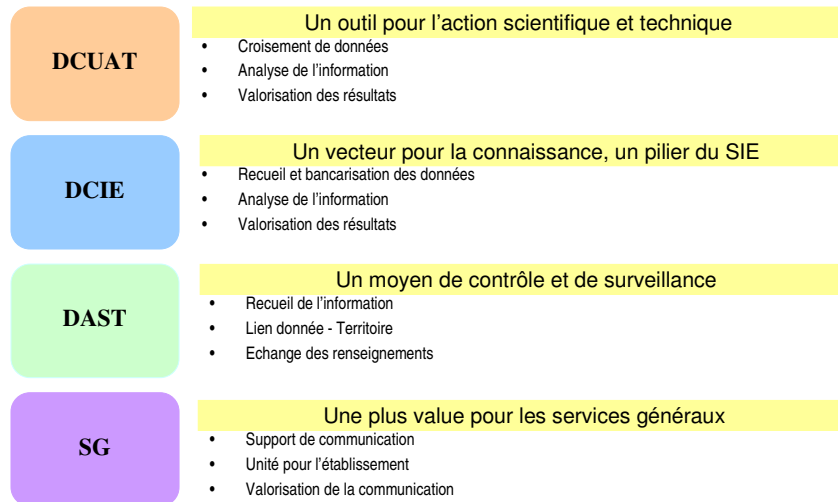 Un outil pour l'action scientifique et technique
DCUAT
• Croisement de données
• Analyse de l'information
• Valorisation des résultats
Un vecteur pour la connaissance, un pilier du SIE
DCIE
• Recueil et bancarisation des données
• Analyse de l'information
• Valorisation des résultats
Un moyen de contrôle et de surveillance
DAST
• Recueil de l'information
• Lien donnée - Territoire
• Echange des renseignements
Une plus value pour les services généraux
SG
• Support de communication
• Unité pour l'établissement
• Valorisation de la communication